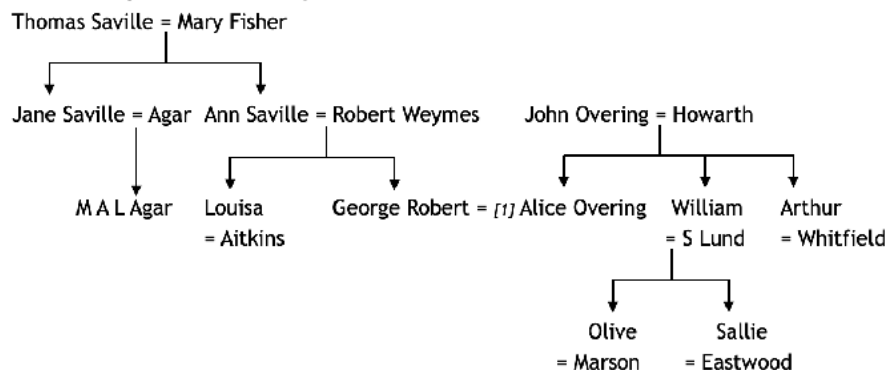 Thomas Saville = Mary Fisher
Jane Saville = Agar Ann Saville = Robert Weymes John Overing = Howarth
M A L Agar Louisa George Robert = [1] Alice Overing William Arthur
= Aitkins = S Lund = Whitfield
Olive Sallie
= Marson = Eastwood